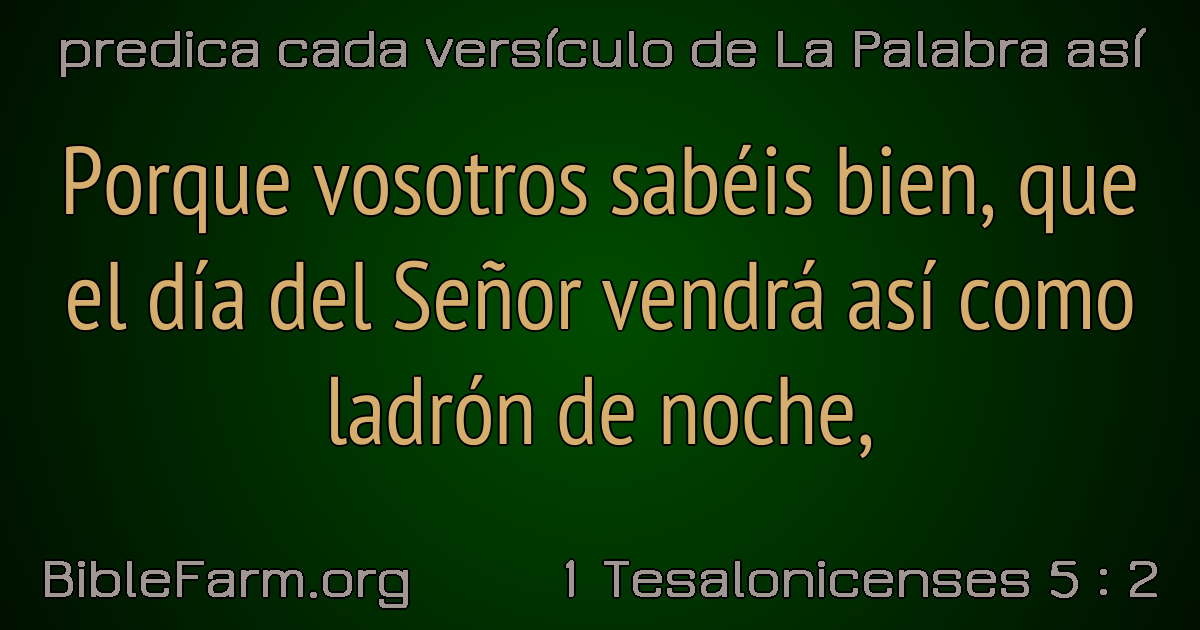 predica cada versículo de La Palabra así
Porque vosotros sabéis bien, que
el día del Señor vendrá así como
ladrón de noche,
BibleFarm.org 1 Tesalonicenses 5 : 2